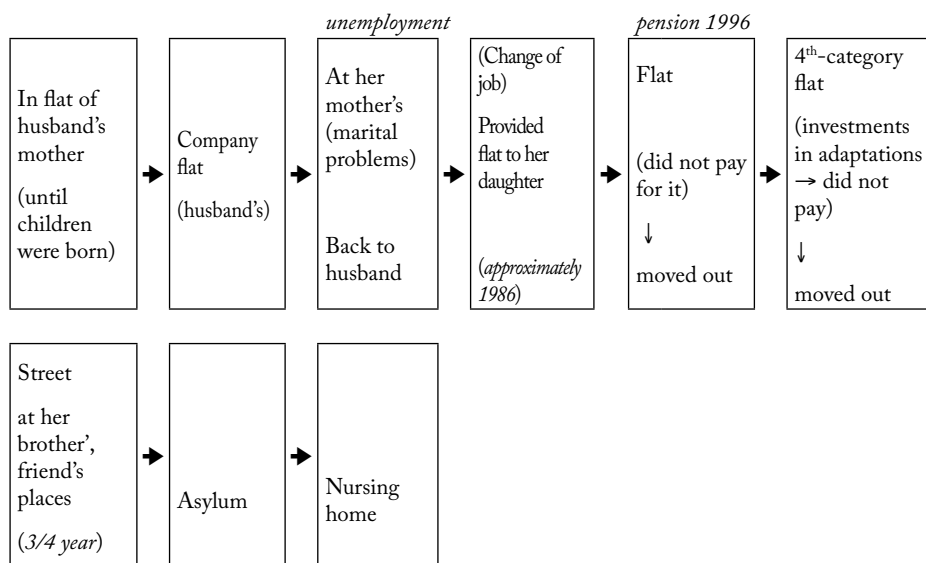 unemployment
pension 1996
In flat of
husband's
mother
(until
children
were born)
Company
flat
(husband's)
At her
mother's
(marital
problems)
Back to
husband
(Change of
job)
Provided
flat to her
daughter
(approximately
1986)
Flat
(did not pay
for it)
↓
moved out
4th-category
flat
(investments
in adaptations
→ did not
pay)
↓
moved out
Street
at her
brother',
friend's
places
(3/4 year)
Asylum
Nursing
home